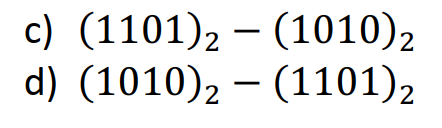 c) (1101)₂ − (1010)₂
d) (1010)₂ − (1101)₂